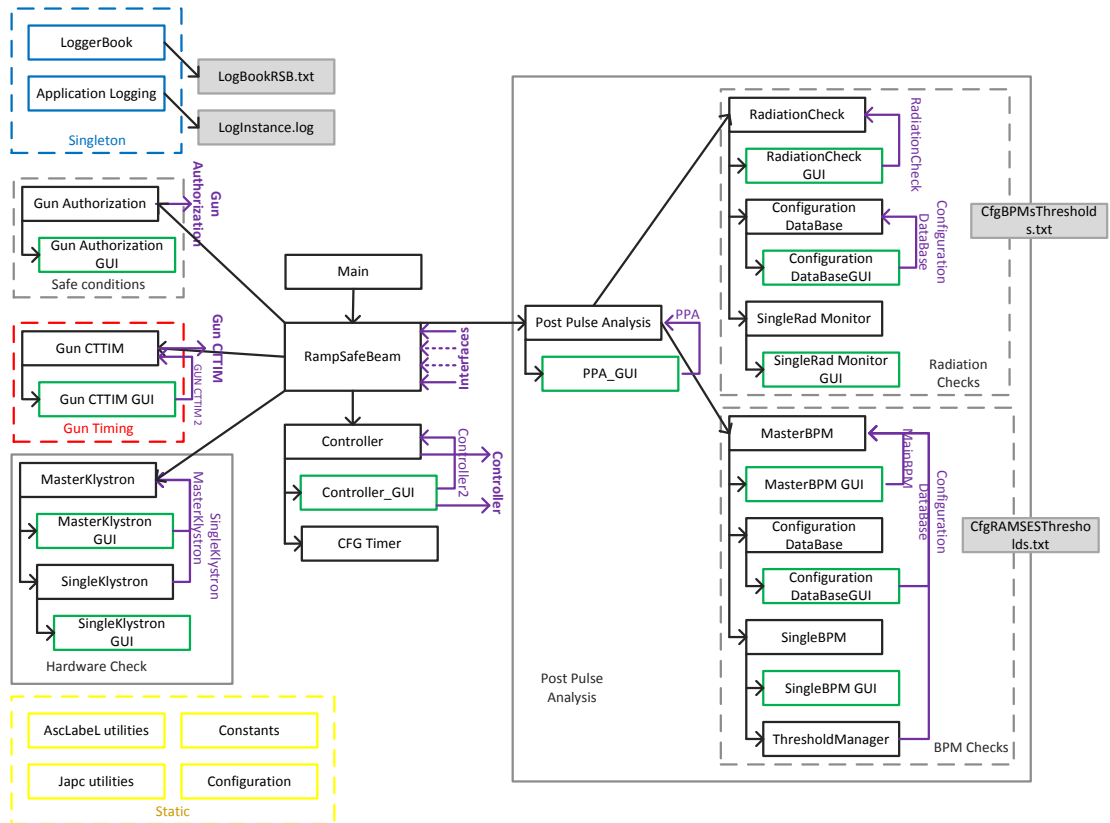 LoggerBook
LogBookRSB.txt
Application Logging
LogInstance.log
Singleton
Gun Authorization
Gun
Authorization
Gun Authorization
GUI
Safe conditions
Gun CTTIM
Gun CTTIM
GUN CTTIM 2
Gun CTTIM GUI
Gun Timing
MasterKlystron
MasterKlystron
GUI
SingleKlystron
SingleKlystron
MasterKlystron
SingleKlystron
GUI
Hardware Check
AscLabeL utilities
Constants
Japc utilities
Configuration
Static
Main
RampSafeBeam
Interfaces
Controller
Controller2
Controller
Controller_GUI
CFG Timer
Post Pulse Analysis
PPA
PPA_GUI
Post Pulse
Analysis
RadiationCheck
RadiationCheck
RadiationCheck
GUI
Configuration
DataBase
Configuration
DataBase
Configuration
DataBaseGUI
SingleRad Monitor
SingleRad Monitor
GUI
Radiation
Checks
CfgBPMsThreshold
s.txt
MasterBPM
MainBPM
MasterBPM GUI
Configuration
DataBase
Configuration
DataBase
Configuration
DataBaseGUI
SingleBPM
SingleBPM GUI
ThresholdManager
BPM Checks
CfgRAMSESThresho
lds.txt